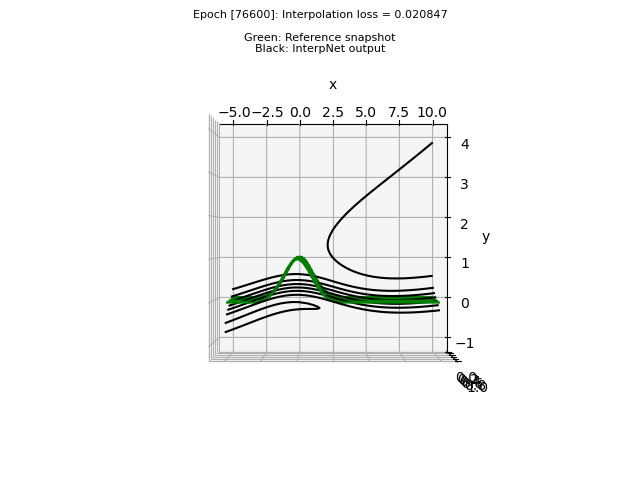 Epoch [76600]: Interpolation loss = 0.020847
Green: Reference snapshot
Black: InterpNet output
x
−5.0 −2.5 0.0 2.5 5.0 7.5 10.0
4
3
2
y
1
0
−1